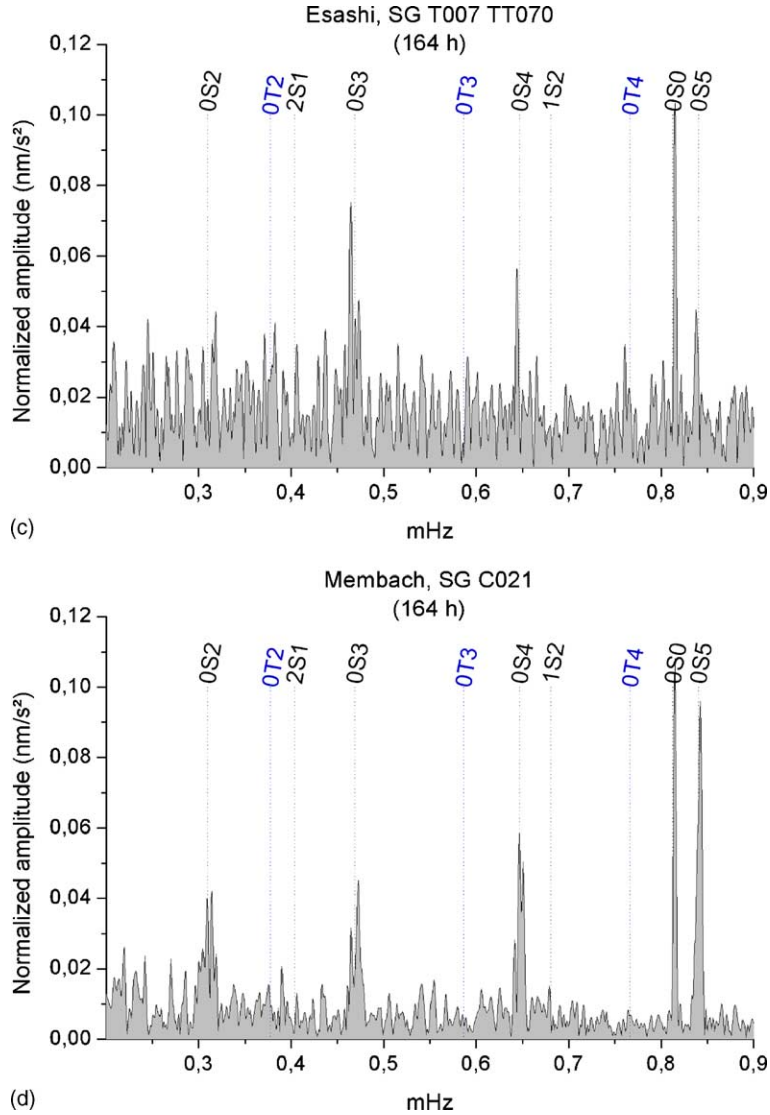 Esashi, SG T007 TT070
(164 h)
0,12
0,10
0,08
0,06
0,04
0,02
0,00
Normalized amplitude (nm/s²)
0S2
0T2
2S1
0S3
0T3
0S4
1S2
0T4
0S0
0S5
0,3
0,4
0,5
0,6
0,7
0,8
0,9
mHz
(c)
Membach, SG C021
(164 h)
0,12
0,10
0,08
0,06
0,04
0,02
0,00
Normalized amplitude (nm/s²)
0S2
0T2
2S1
0S3
0T3
0S4
1S2
0T4
0S0
0S5
0,3
0,4
0,5
0,6
0,7
0,8
0,9
mHz
(d)